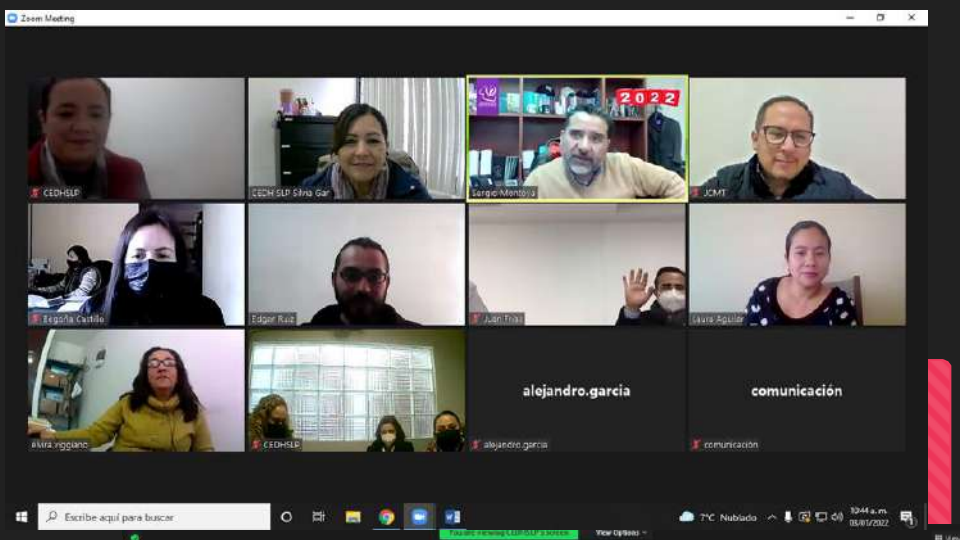 Zoom Meeting
2022
CEDHSLP
CEDH SLP Silvia Gar
Sergio Montoya
JCMT
Begoña Castillo
Edgar Ruiz
Juan Trias
Laura Aguilar
elvira.viggiano
CEDHSLP
alejandro.garcia
alejandro.garcia
comunicación
comunicación
Escribe aquí para buscar
7°C Nublado
10:44 a.m.
View Options